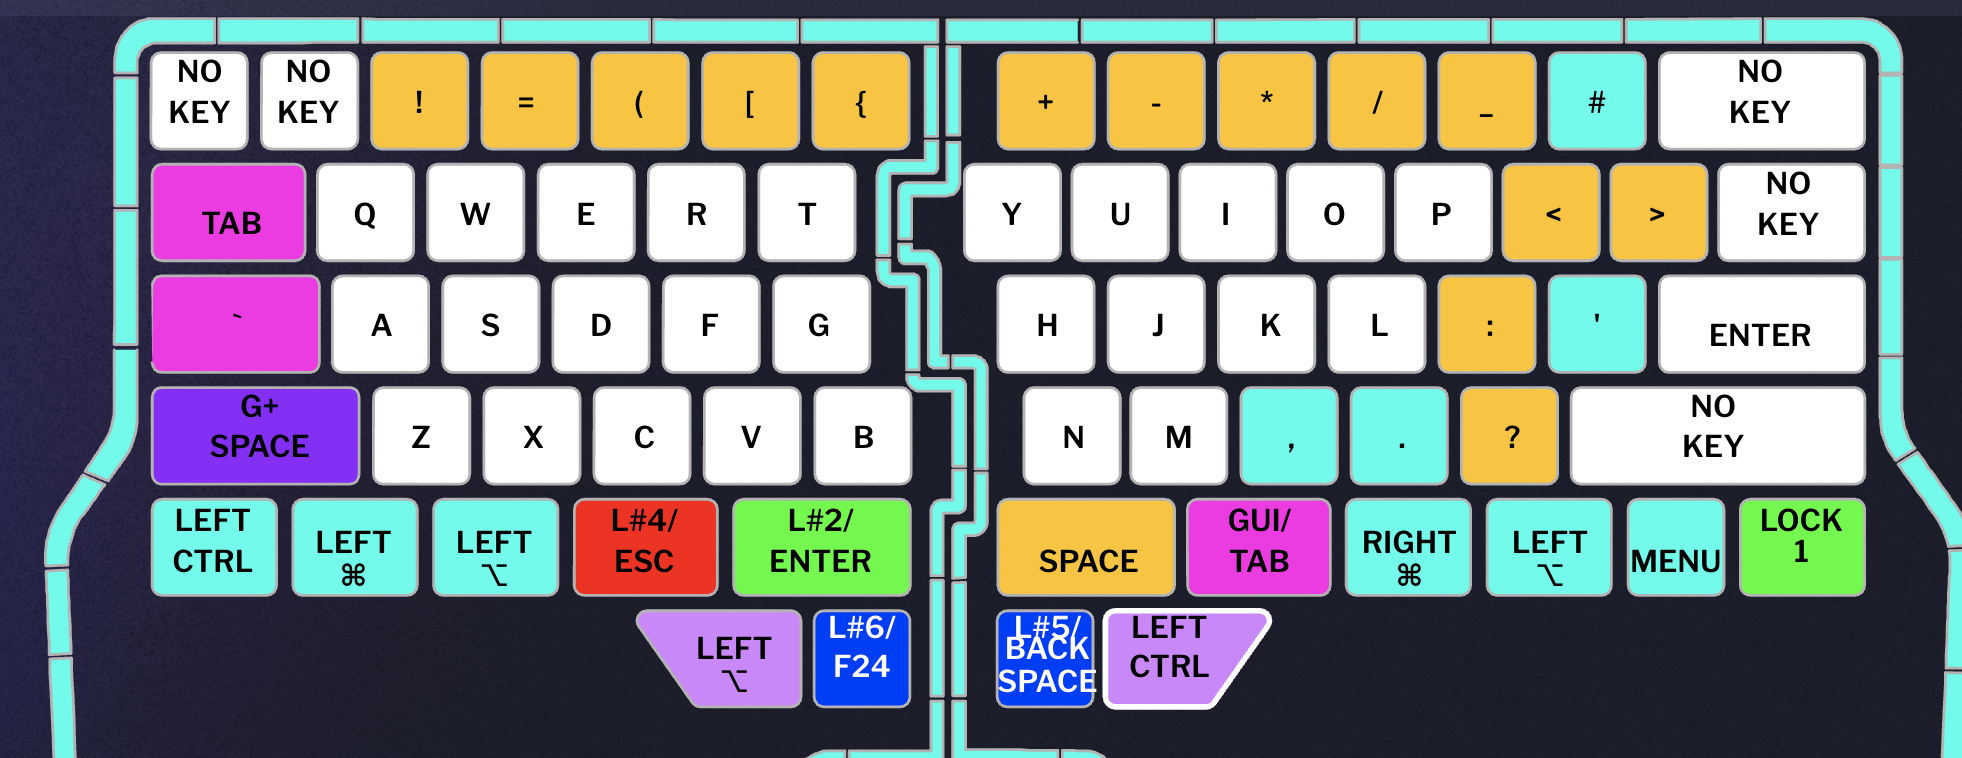 NO KEY NO KEY ! = ( [ { + - * / _ # NO KEY
TAB Q W E R T Y U I O P < > NO KEY
` A S D F G H J K L : ' ENTER
G+ SPACE Z X C V B N M , . ? NO KEY
LEFT CTRL LEFT ⌘ LEFT ⌥ L#4/ ESC L#2/ ENTER SPACE GUI/ TAB RIGHT ⌘ LEFT ⌥ MENU LOCK 1
LEFT ⌥ L#6/ F24 L#5/ BACK SPACE LEFT CTRL